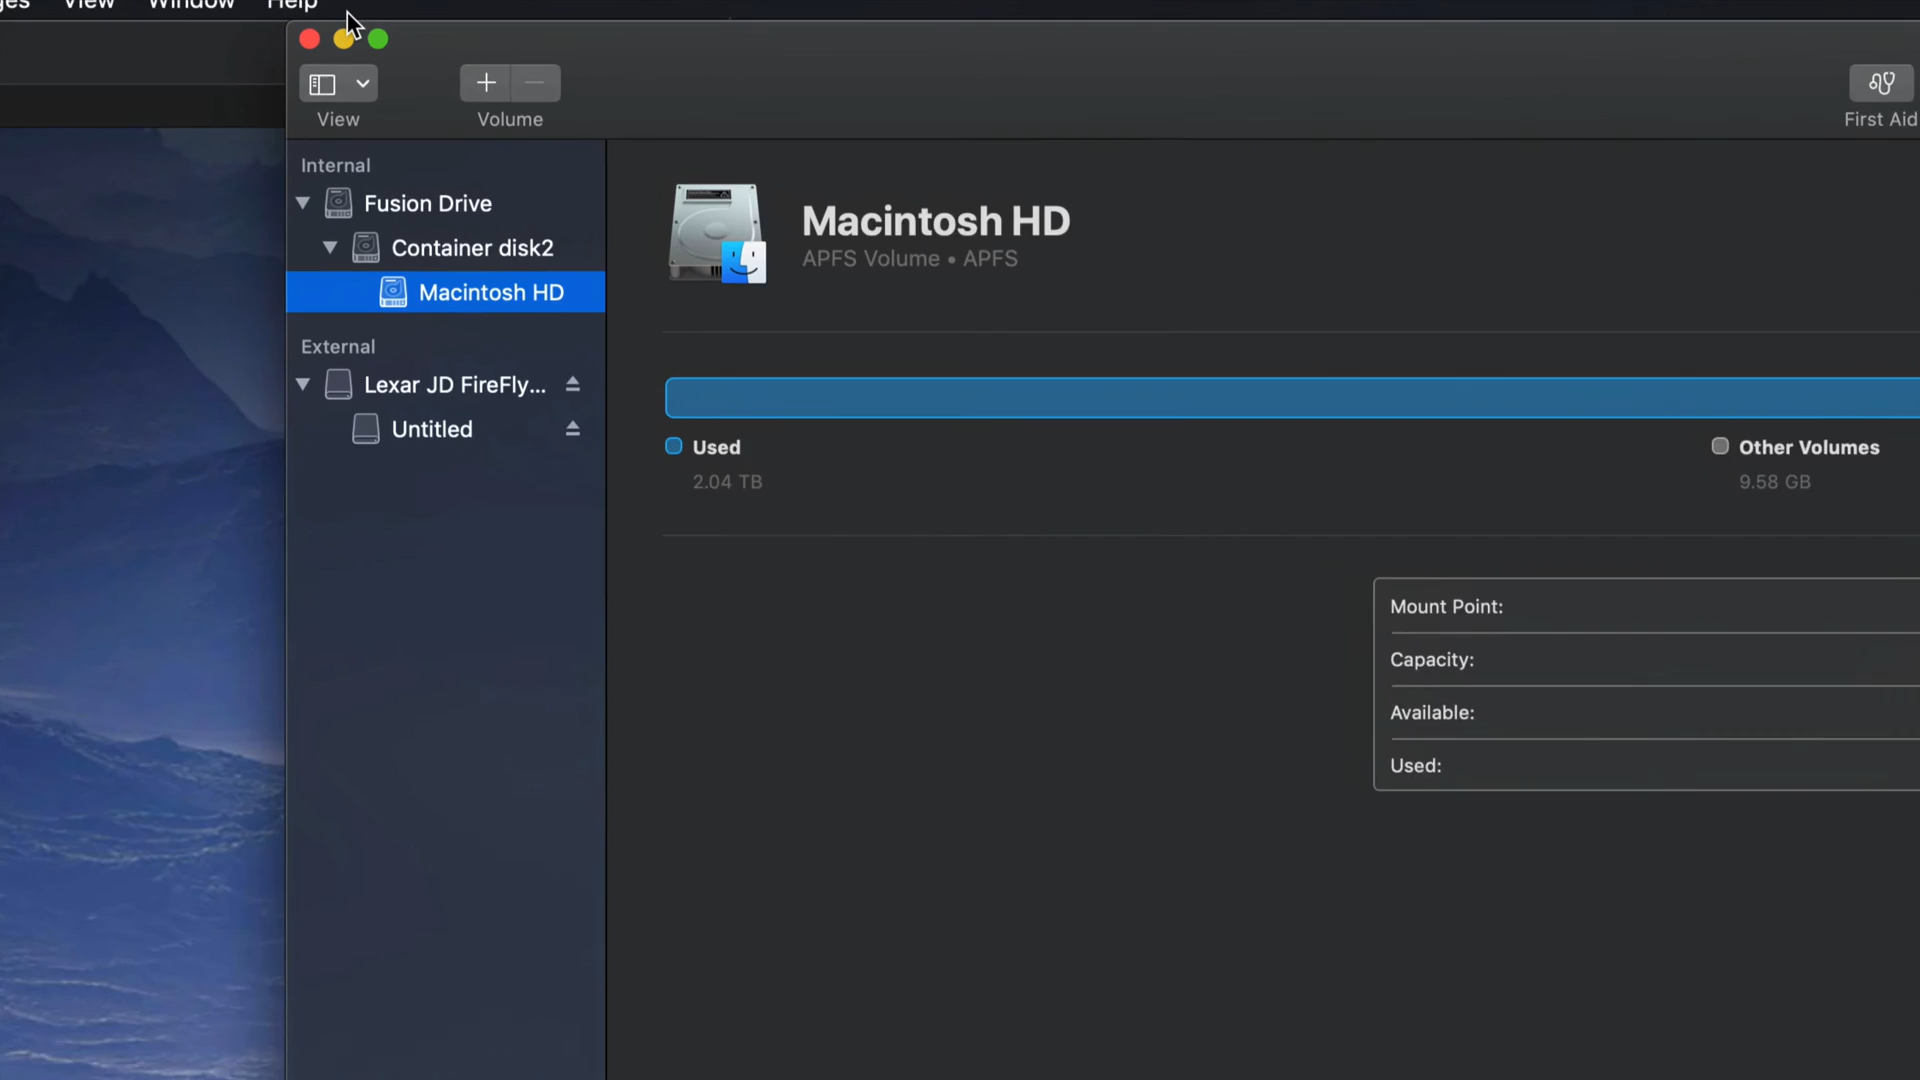 ges View Window Help
View
Volume
First Aid
Internal
Fusion Drive
Container disk2
Macintosh HD
External
Lexar JD FireFly...
Untitled
Macintosh HD
APFS Volume • APFS
Used
2.04 TB
Other Volumes
9.58 GB
Mount Point:
Capacity:
Available:
Used: